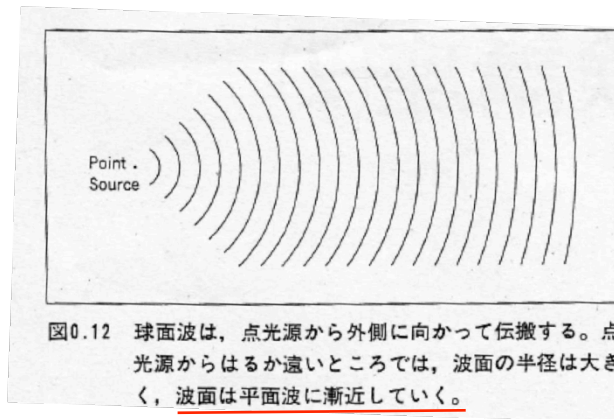 Point
Source
図0.12 球面波は，点光源から外側に向かって伝搬する。点
光源からはるか遠いところでは，波面の半径は大き
く，波面は平面波に漸近していく。